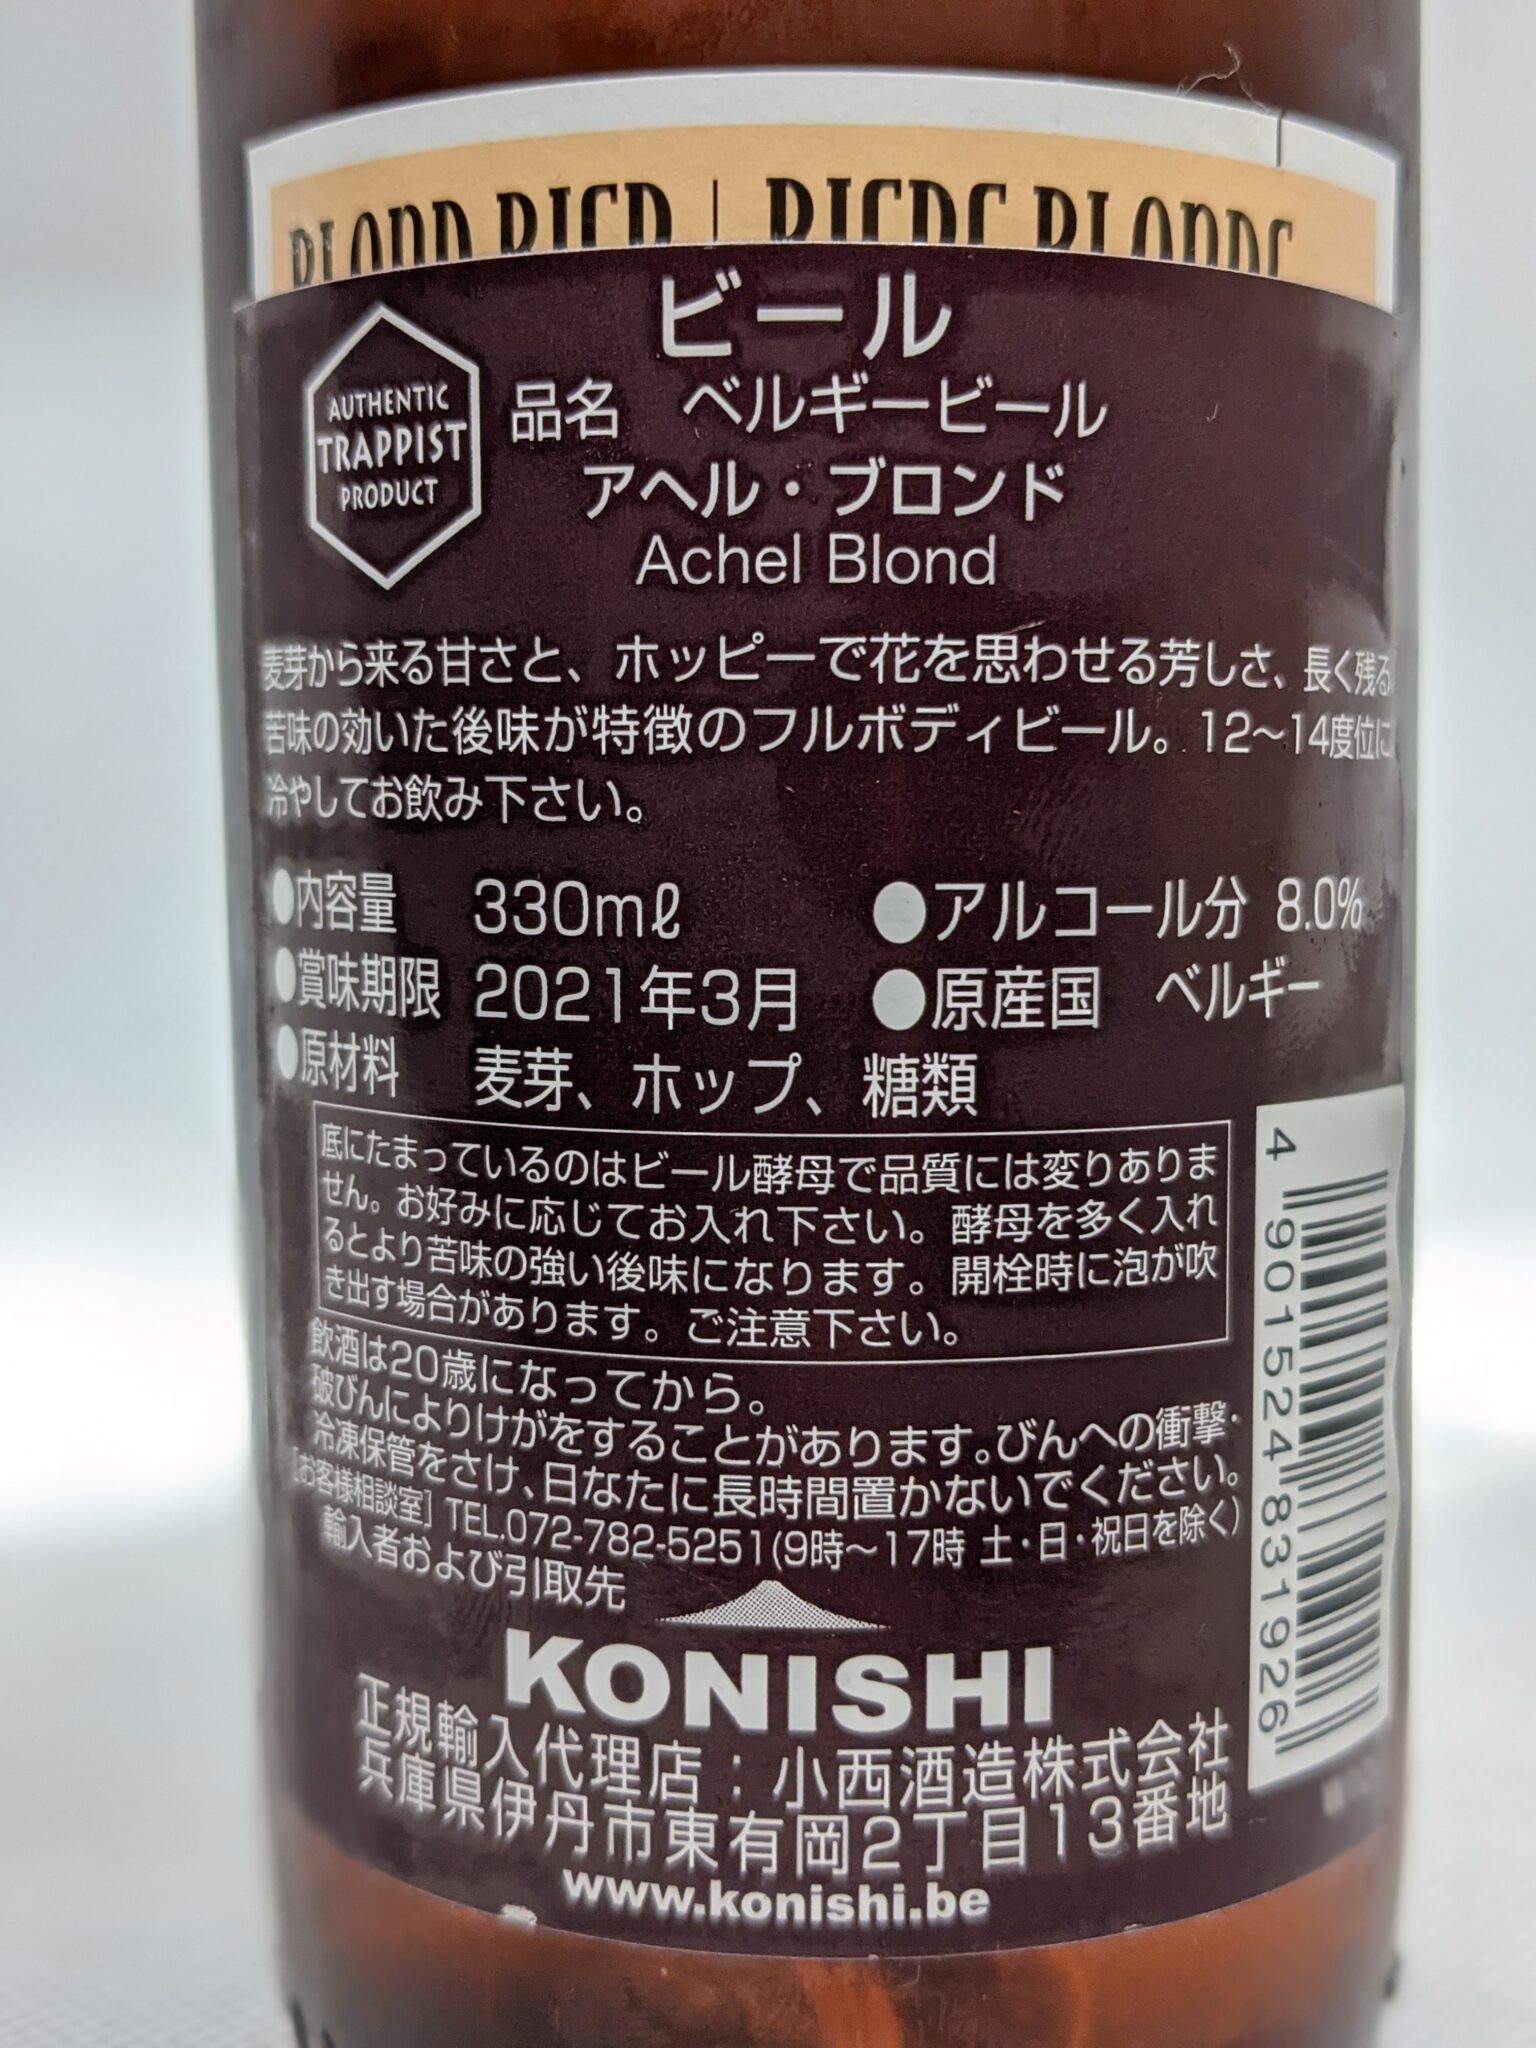 BLOND BIER | BIERE BLONDE
AUTHENTIC
TRAPPIST
PRODUCT
ビール
品名 ベルギービール
アヘル・ブロンド
Achel Blond
麦芽から来る甘さと、ホッピーで花を思わせる芳しさ、長く残る
苦味の効いた後味が特徴のフルボディビール。12〜14度位に
冷やしてお飲み下さい。
●内容量 330mℓ ●アルコール分 8.0%
●賞味期限 2021年3月 ●原産国 ベルギー
●原材料 麦芽、ホップ、糖類
底にたまっているのはビール酵母で品質には変りありま
せん。お好みに応じてお入れ下さい。酵母を多く入れ
るとより苦味の強い後味になります。開栓時に泡が吹
き出す場合があります。ご注意下さい。
飲酒は20歳になってから。
破びんによりけがをすることがあります。びんへの衝撃・
冷凍保管をさけ、日なたに長時間置かないでください。
[お客様相談室] TEL.072-782-5251(9時〜17時 土・日・祝日を除く)
輸入者および引取先
KONISHI
正規輸入代理店：小西酒造株式会社
兵庫県伊丹市東有岡2丁目13番地
www.konishi.be
4 901524 831926